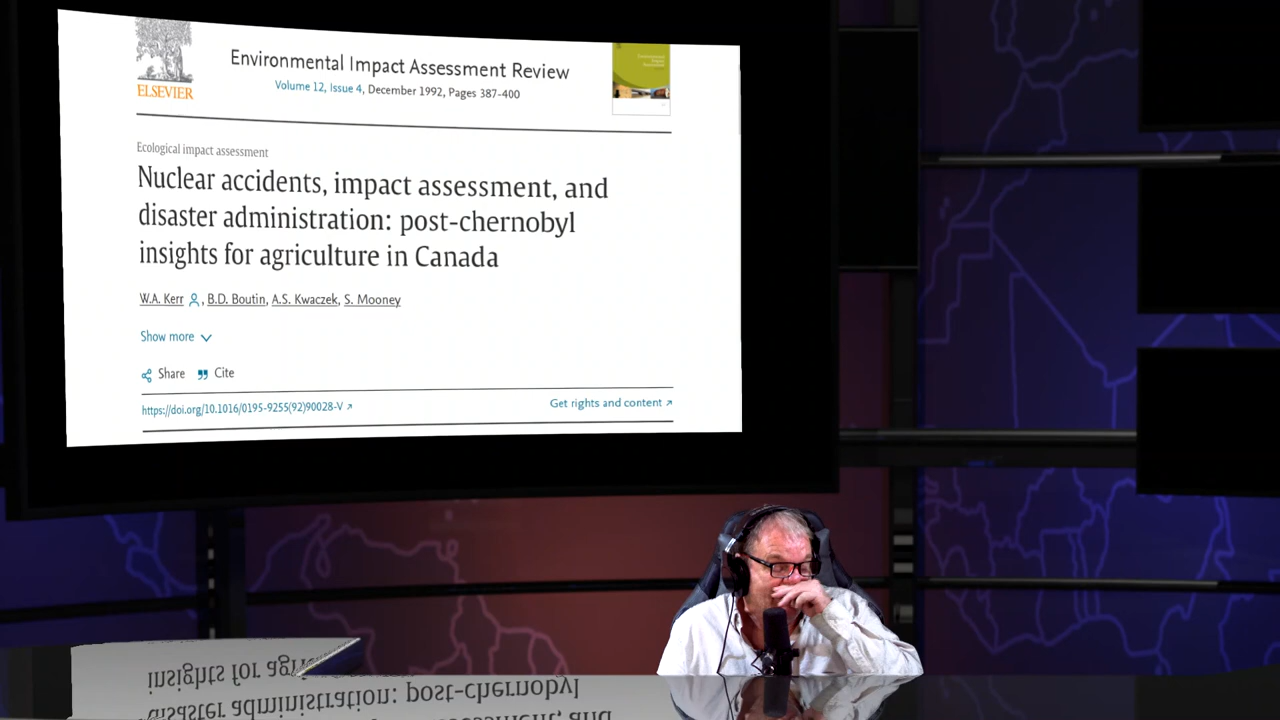 Environmental Impact Assessment Review
Volume 12, Issue 4, December 1992, Pages 387-400
ELSEVIER
Ecological impact assessment
Nuclear accidents, impact assessment, and
disaster administration: post-chernobyl
insights for agriculture in Canada
W.A. Kerr, B.D. Boutin, A.S. Kwaczek, S. Mooney
Show more
Share Cite
https://doi.org/10.1016/0195-9255(92)90028-V
Get rights and content